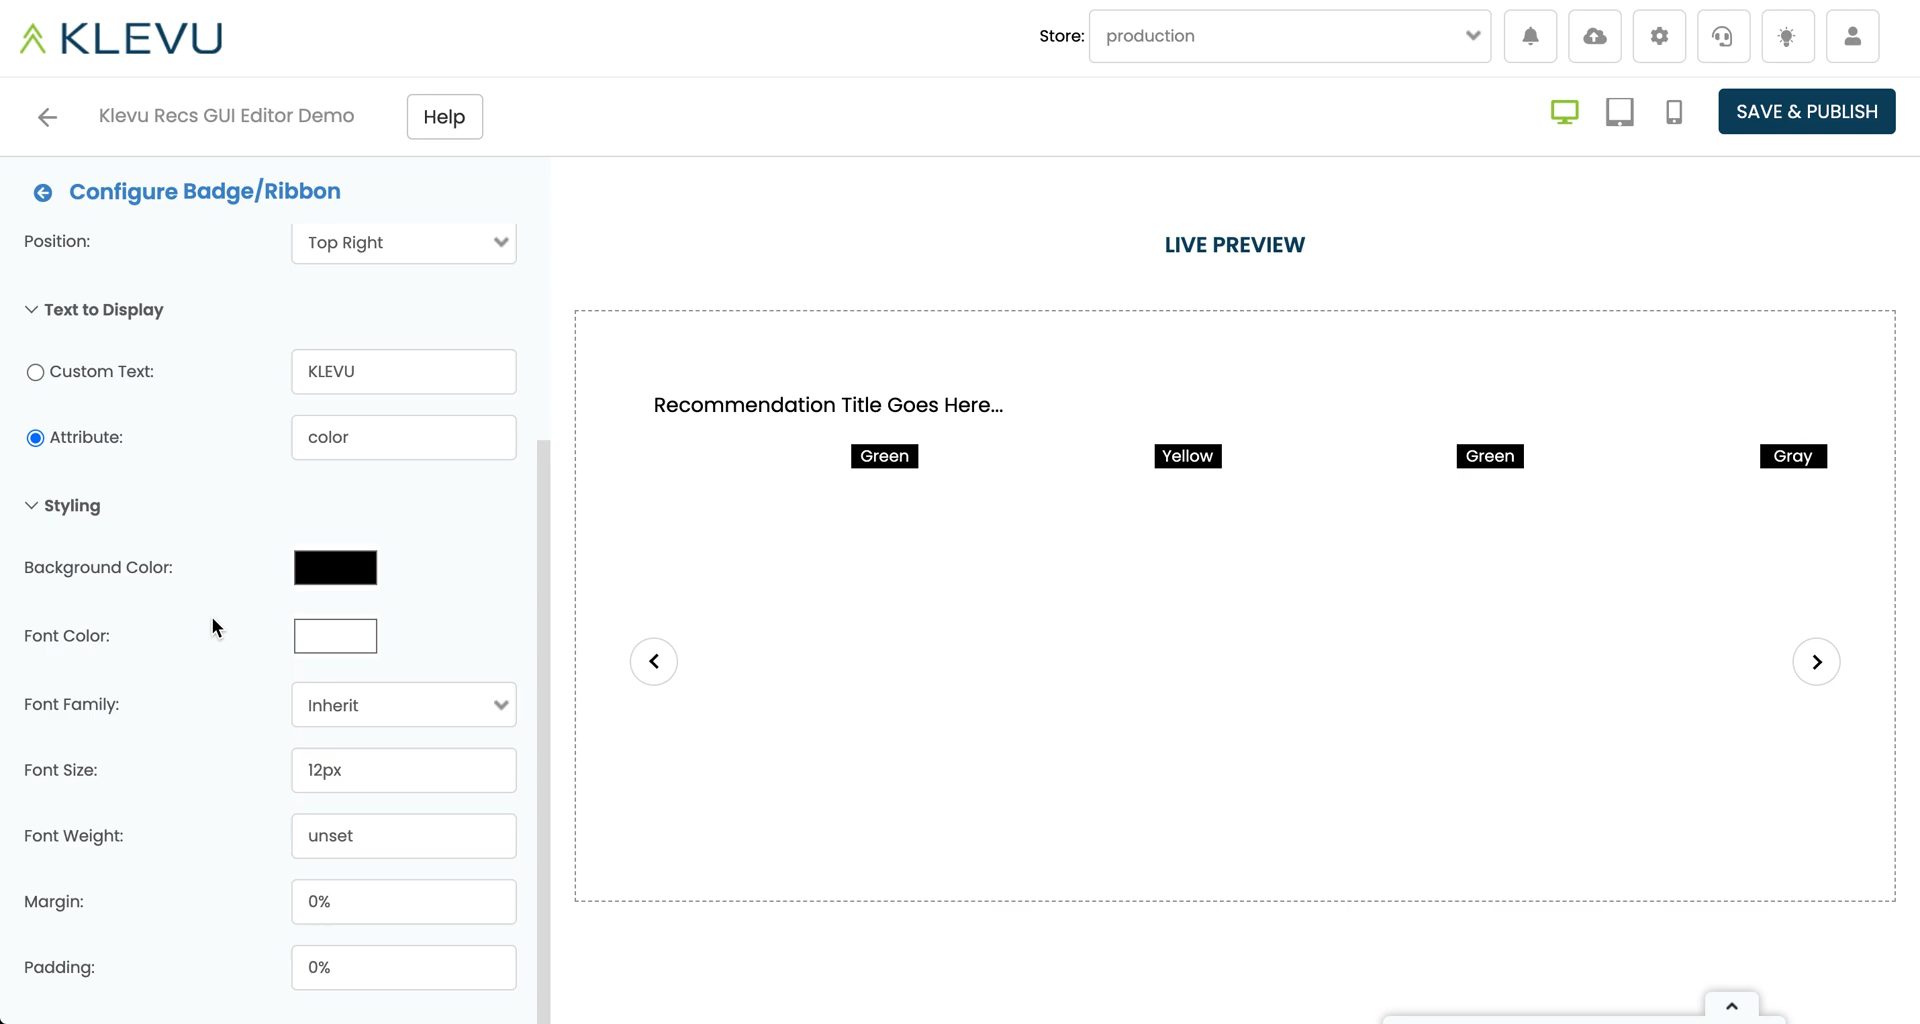 KLEVU
Store: production
Klevu Recs GUI Editor Demo
Help
SAVE & PUBLISH
Configure Badge/Ribbon
Position: Top Right
Text to Display
Custom Text: KLEVU
Attribute: color
Styling
Background Color:
Font Color:
Font Family: Inherit
Font Size: 12px
Font Weight: unset
Margin: 0%
Padding: 0%
LIVE PREVIEW
Recommendation Title Goes Here...
Green Yellow Green Gray